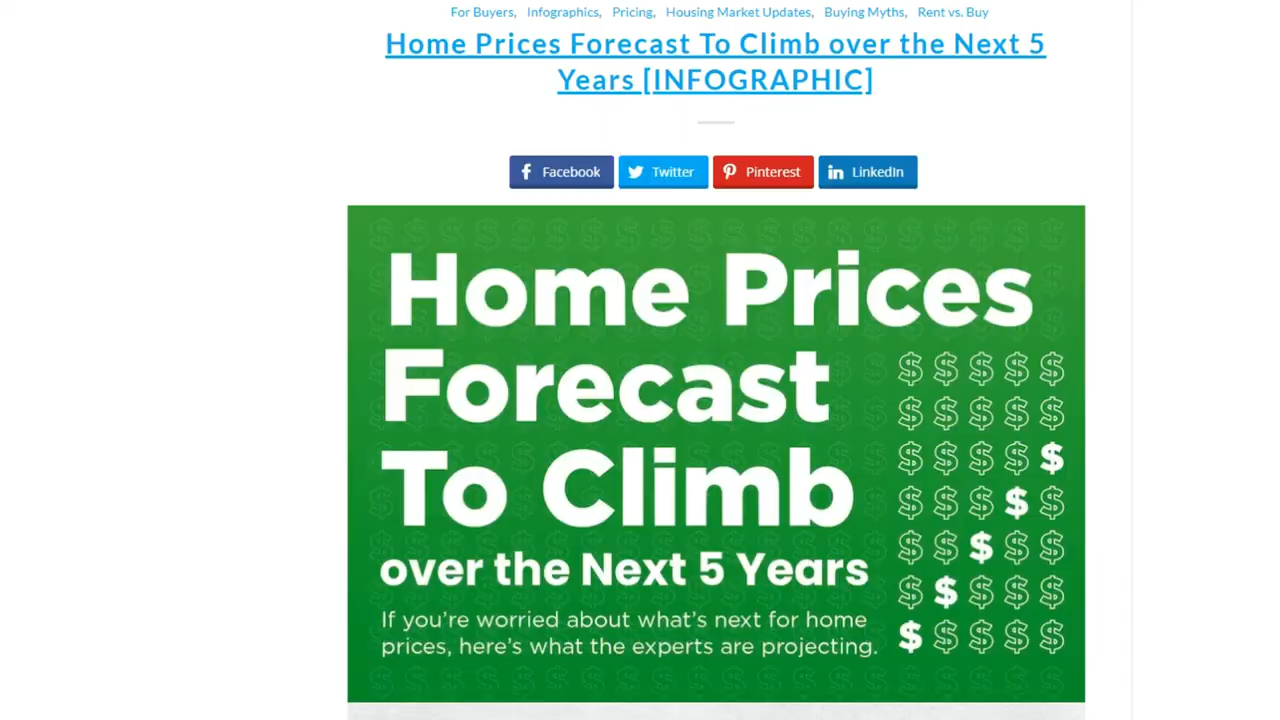 For Buyers, Infographics, Pricing, Housing Market Updates, Buying Myths, Rent vs. Buy
Home Prices Forecast To Climb over the Next 5
Years [INFOGRAPHIC]
Facebook Twitter Pinterest LinkedIn
Home Prices
Forecast
To Climb
over the Next 5 Years
If you're worried about what's next for home
prices, here's what the experts are projecting.